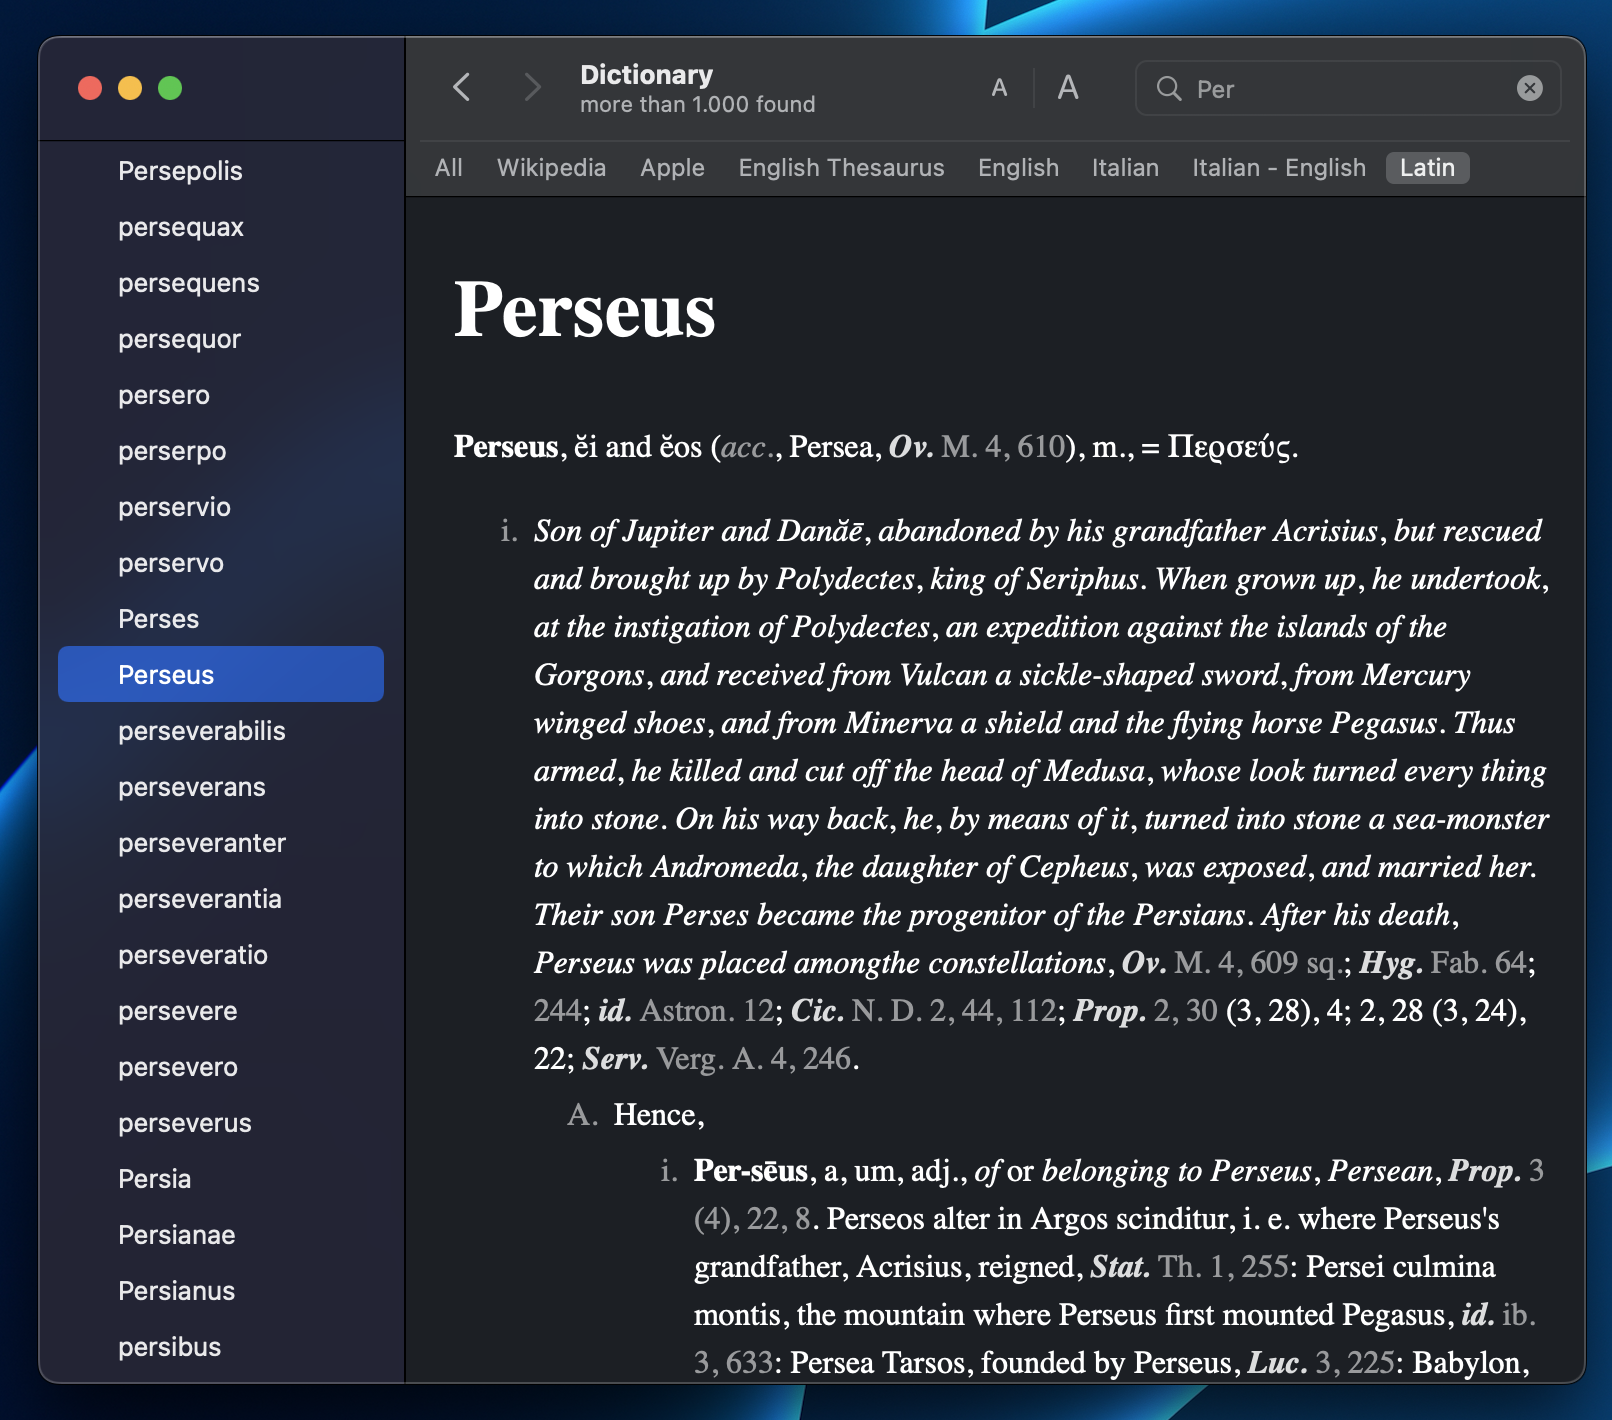 Dictionary
more than 1.000 found
A
A
Per
All Wikipedia Apple English Thesaurus English Italian Italian - English Latin
Persepolis
persequax
persequens
persequor
persero
perserpo
perservio
perservo
Perses
Perseus
perseverabilis
perseverans
perseveranter
perseverantia
perseveratio
persevere
persevero
perseverus
Persia
Persianae
Persianus
persibus
Perseus
Perseus, ĕi and ĕos (acc., Persea, Ov. M. 4, 610), m., = Περσεύς.
i. Son of Jupiter and Danăē, abandoned by his grandfather Acrisius, but rescued
and brought up by Polydectes, king of Seriphus. When grown up, he undertook,
at the instigation of Polydectes, an expedition against the islands of the
Gorgons, and received from Vulcan a sickle-shaped sword, from Mercury
winged shoes, and from Minerva a shield and the flying horse Pegasus. Thus
armed, he killed and cut off the head of Medusa, whose look turned every thing
into stone. On his way back, he, by means of it, turned into stone a sea-monster
to which Andromeda, the daughter of Cepheus, was exposed, and married her.
Their son Perses became the progenitor of the Persians. After his death,
Perseus was placed amongthe constellations, Ov. M. 4, 609 sq.; Hyg. Fab. 64;
244; id. Astron. 12; Cic. N. D. 2, 44, 112; Prop. 2, 30 (3, 28), 4; 2, 28 (3, 24),
22; Serv. Verg. A. 4, 246.
A. Hence,
i. Per-sēus, a, um, adj., of or belonging to Perseus, Persean, Prop. 3
(4), 22, 8. Perseos alter in Argos scinditur, i. e. where Perseus's
grandfather, Acrisius, reigned, Stat. Th. 1, 255: Persei culmina
montis, the mountain where Perseus first mounted Pegasus, id. ib.
3, 633: Persea Tarsos, founded by Perseus, Luc. 3, 225: Babylon,